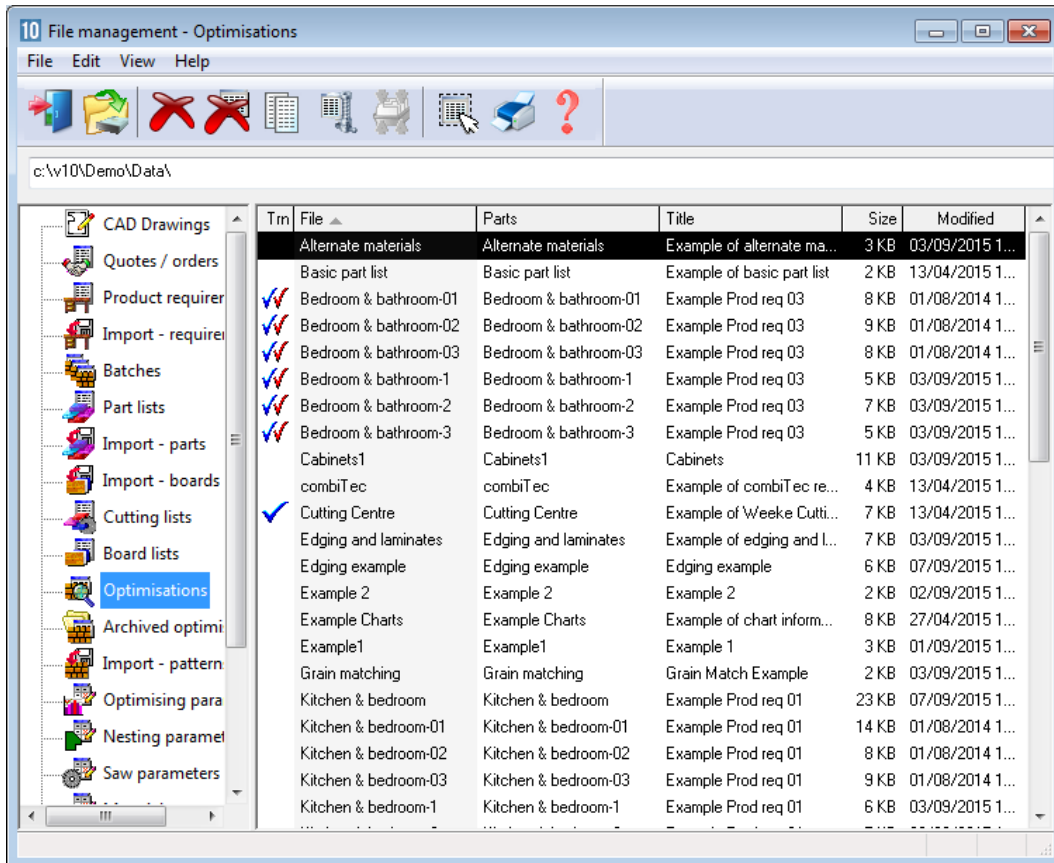 10 File management - Optimisations
File Edit View Help
c:\v10\Demo\Data\
CAD Drawings
Quotes / orders
Product requirer
Import - requirer
Batches
Part lists
Import - parts
Import - boards
Cutting lists
Board lists
Optimisations
Archived optimi
Import - pattern
Optimising para
Nesting paramet
Saw parameters
Trn File Parts Title Size Modified
Alternate materials Alternate materials Example of alternate ma... 3 KB 03/09/2015 1...
Basic part list Basic part list Example of basic part list 2 KB 13/04/2015 1...
Bedroom & bathroom-01 Bedroom & bathroom-01 Example Prod req 03 8 KB 01/08/2014 1...
Bedroom & bathroom-02 Bedroom & bathroom-02 Example Prod req 03 9 KB 01/08/2014 1...
Bedroom & bathroom-03 Bedroom & bathroom-03 Example Prod req 03 8 KB 01/08/2014 1...
Bedroom & bathroom-1 Bedroom & bathroom-1 Example Prod req 03 5 KB 03/09/2015 1...
Bedroom & bathroom-2 Bedroom & bathroom-2 Example Prod req 03 7 KB 03/09/2015 1...
Bedroom & bathroom-3 Bedroom & bathroom-3 Example Prod req 03 5 KB 03/09/2015 1...
Cabinets1 Cabinets1 Cabinets 11 KB 03/09/2015 1...
combiTec combiTec Example of combiTec re... 4 KB 13/04/2015 1...
Cutting Centre Cutting Centre Example of Weeke Cutti... 7 KB 13/04/2015 1...
Edging and laminates Edging and laminates Example of edging and l... 7 KB 03/09/2015 1...
Edging example Edging example Edging example 6 KB 07/09/2015 1...
Example 2 Example 2 Example 2 2 KB 02/09/2015 1...
Example Charts Example Charts Example of chart inform... 8 KB 27/04/2015 1...
Example1 Example1 Example 1 3 KB 01/09/2015 1...
Grain matching Grain matching Grain Match Example 2 KB 03/09/2015 1...
Kitchen & bedroom Kitchen & bedroom Example Prod req 01 23 KB 07/09/2015 1...
Kitchen & bedroom-01 Kitchen & bedroom-01 Example Prod req 01 14 KB 01/08/2014 1...
Kitchen & bedroom-02 Kitchen & bedroom-02 Example Prod req 01 8 KB 01/08/2014 1...
Kitchen & bedroom-03 Kitchen & bedroom-03 Example Prod req 01 9 KB 01/08/2014 1...
Kitchen & bedroom-1 Kitchen & bedroom-1 Example Prod req 01 6 KB 03/09/2015 1...